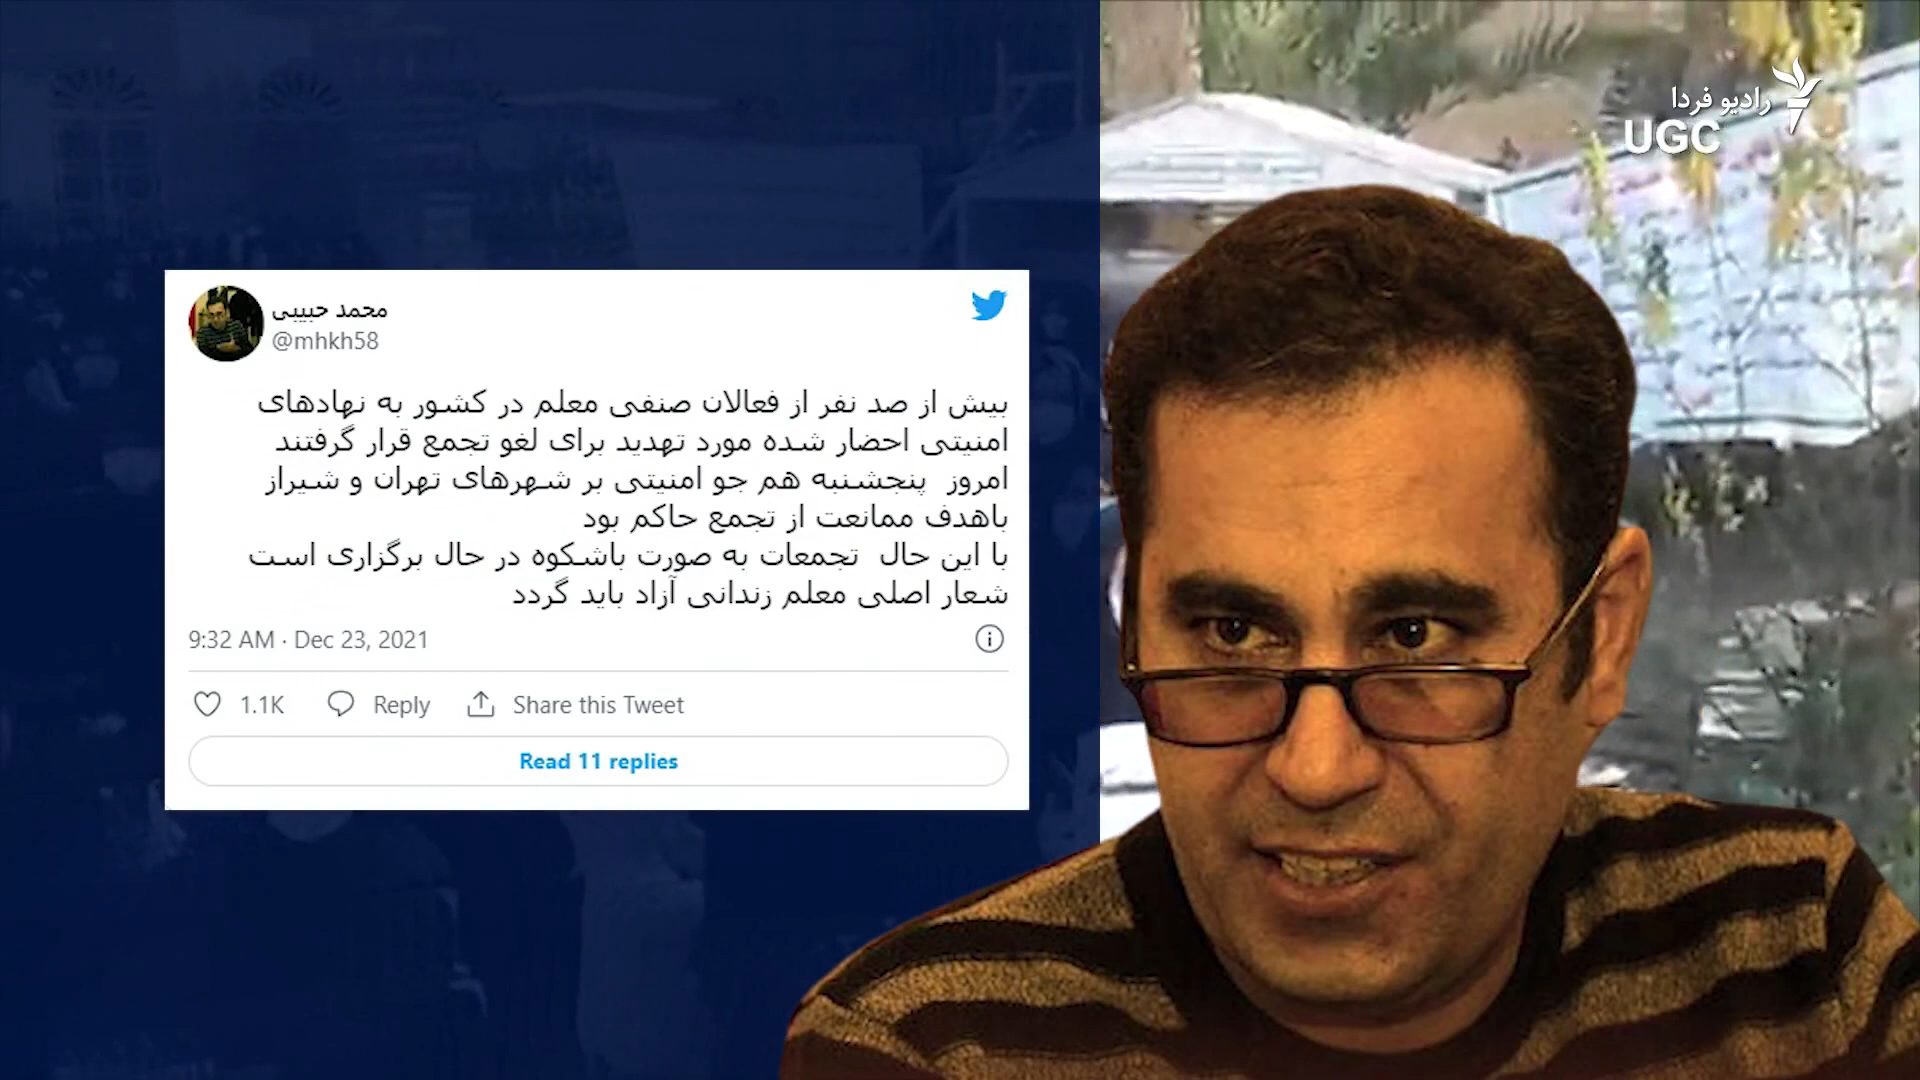 رادیو فردا
UGC
محمد حبیبی
@mhkh58
بیش از صد نفر از فعالان صنفی معلم در کشور به نهادهای
امنیتی احضار شده مورد تهدید برای لغو تجمع قرار گرفتند
امروز پنجشنبه هم جو امنیتی بر شهرهای تهران و شیراز
باهدف ممانعت از تجمع حاکم بود
با این حال تجمعات به صورت باشکوه در حال برگزاری است
شعار اصلی معلم زندانی آزاد باید گردد
9:32 AM · Dec 23, 2021
1.1K Reply Share this Tweet
Read 11 replies